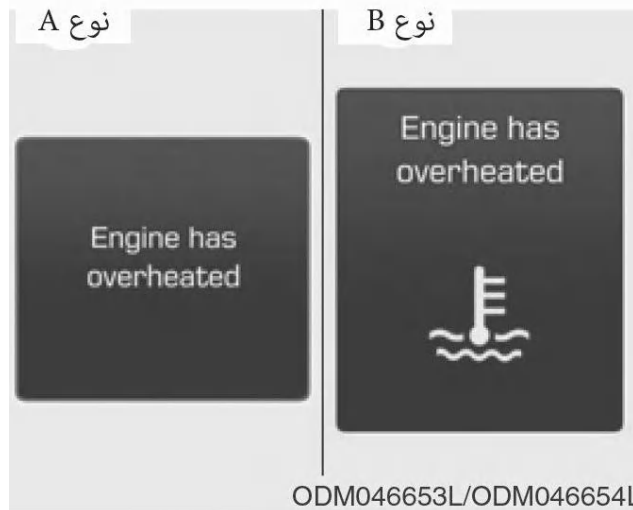 نوع A
Engine has
overheated
نوع B
Engine has
overheated
ODM046653L/ODM046654L